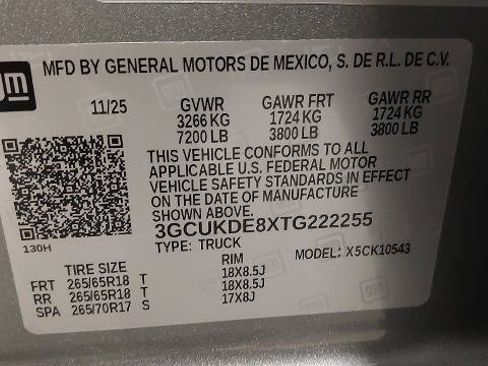 gm
MFD BY GENERAL MOTORS DE MEXICO, S. DE R.L. DE C.V.
11/25 GVWR GAWR FRT GAWR RR
3266 KG 1724 KG 1724 KG
7200 LB 3800 LB 3800 LB
THIS VEHICLE CONFORMS TO ALL
APPLICABLE U.S. FEDERAL MOTOR
VEHICLE SAFETY STANDARDS IN EFFECT
ON THE DATE OF MANUFACTURE
SHOWN ABOVE.
3GCUKDE8XTG222255
130H TYPE: TRUCK MODEL: X5CK10543
TIRE SIZE RIM
FRT 265/65R18 T 18X8.5J
RR 265/65R18 T 18X8.5J
SPA 265/70R17 S 17X8J